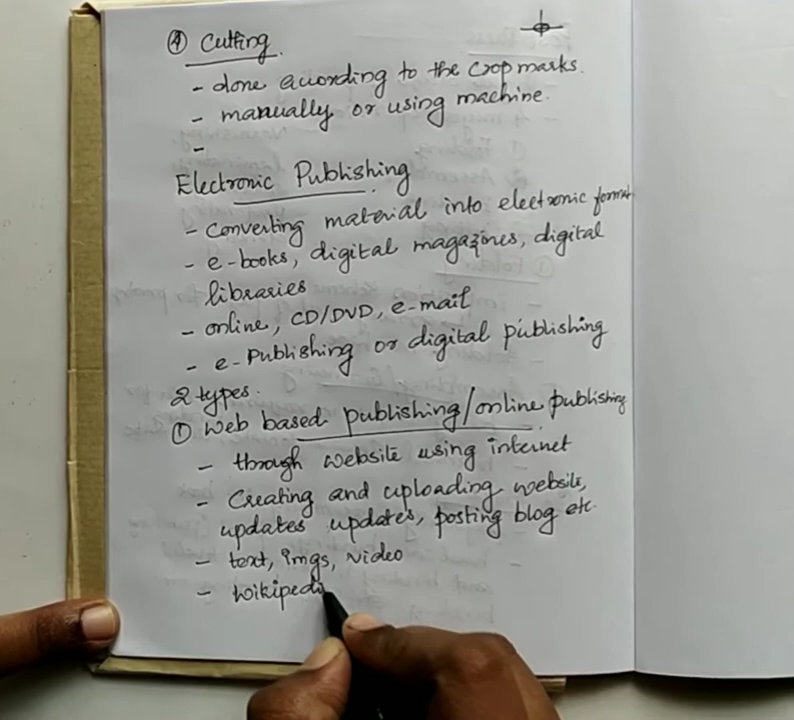 ④ Cutting.
- done acording to the crop marks.
- manually or using machine.
-
Electronic Publishing
- Converting material into electronic format
- e-books, digital magazines, digital
libraries
- online, CD/DVD, e-mail
- e-Publishing or digital publishing
2 types.
① Web based publishing/online publishing
- through website using internet
- Creating and uploading website,
updates updates, posting blog etc.
- text, imgs, video
- Wikipedi